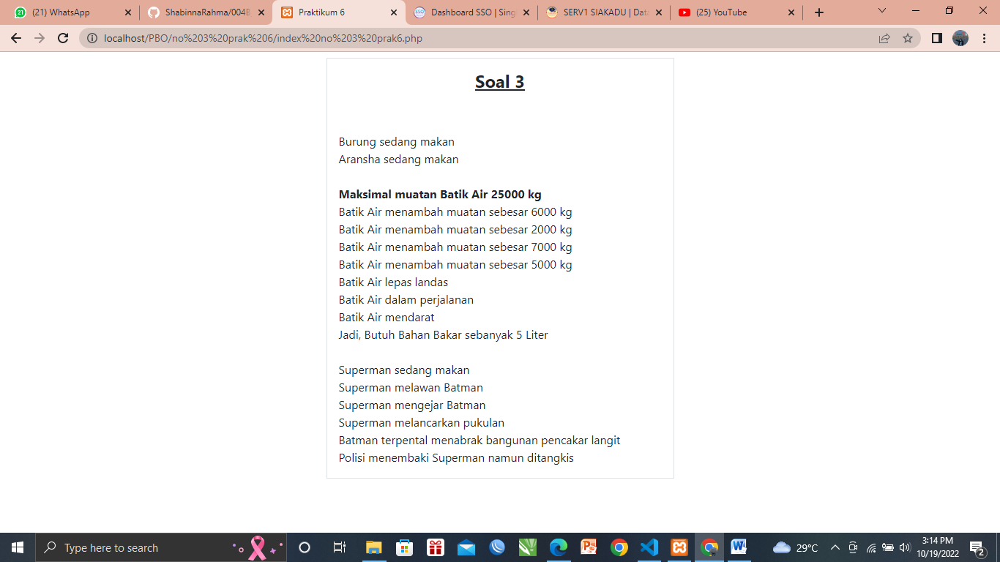 (21) WhatsApp
ShabinnaRahma/004B
Praktikum 6
Dashboard SSO | Sing
SERV1 SIAKADU | Data
(25) YouTube
localhost/PBO/no%203%20prak%206/index%20no%203%20prak6.php
Soal 3
Burung sedang makan
Aransha sedang makan
Maksimal muatan Batik Air 25000 kg
Batik Air menambah muatan sebesar 6000 kg
Batik Air menambah muatan sebesar 2000 kg
Batik Air menambah muatan sebesar 7000 kg
Batik Air menambah muatan sebesar 5000 kg
Batik Air lepas landas
Batik Air dalam perjalanan
Batik Air mendarat
Jadi, Butuh Bahan Bakar sebanyak 5 Liter
Superman sedang makan
Superman melawan Batman
Superman mengejar Batman
Superman melancarkan pukulan
Batman terpental menabrak bangunan pencakar langit
Polisi menembaki Superman namun ditangkis
Type here to search
29°C
3:14 PM
10/19/2022
2